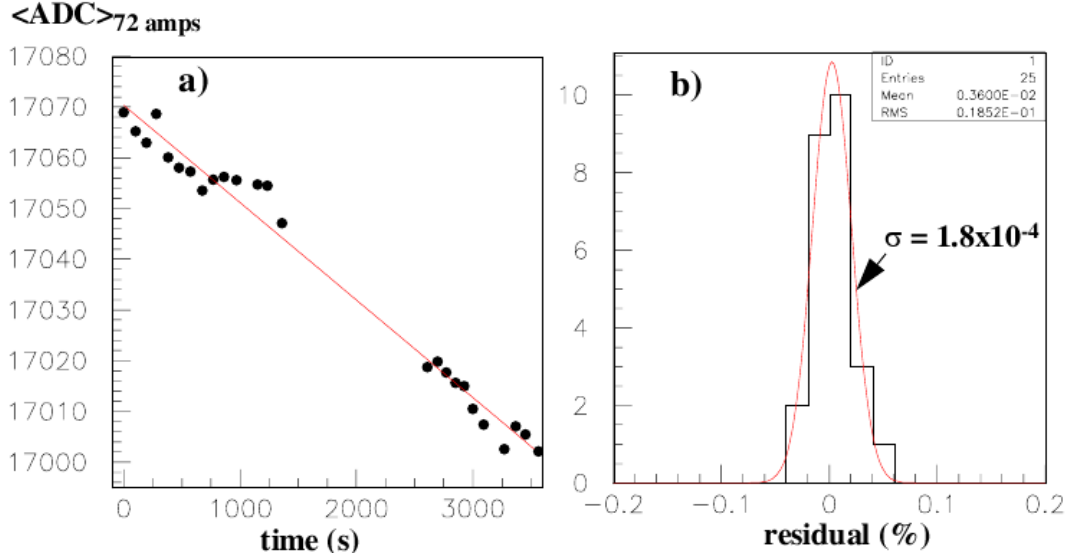 <ADC>72 amps
a)
17080
17070
17060
17050
17040
17030
17020
17010
17000
0 1000 2000 3000
time (s)
b)
ID 1
Entries 25
Mean 0.3600E-02
RMS 0.1852E-01
σ = 1.8x10-4
10
8
6
4
2
0
−0.2 −0.1 0 0.1 0.2
residual (%)